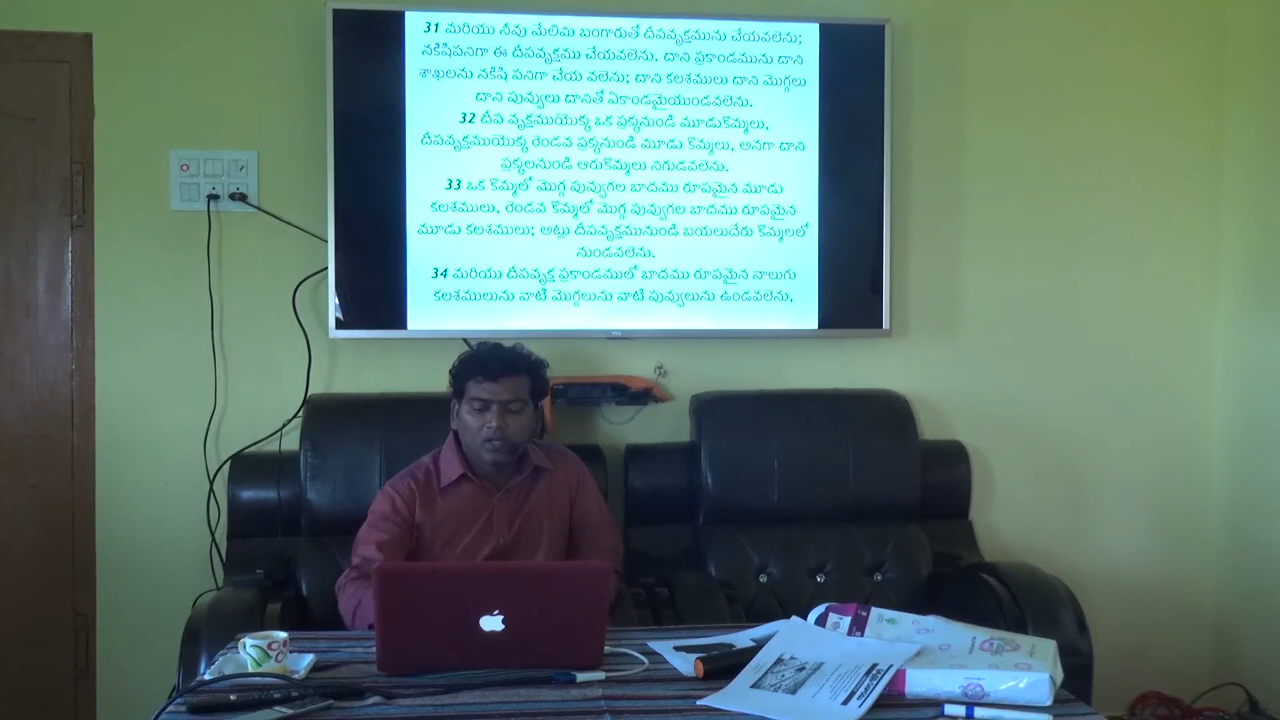 31 మరియు నీవు మేలిమి బంగారుతో దీపవృక్షమును చేయవలెను;
నకిషిపనిగా ఈ దీపవృక్షము చేయవలెను. దాని ప్రకాండమును దాని
శాఖలను నకిషి పనిగా చేయ వలెను; దాని కలశములు దాని మొగ్గలు
దాని పువ్వులు దానితో ఏకాండమైయుండవలెను.
32 దీప వృక్షముయొక్క ఒక ప్రక్కనుండి మూడుకొమ్మలు,
దీపవృక్షముయొక్క రెండవ ప్రక్కనుండి మూడు కొమ్మలు, అనగా దాని
ప్రక్కలనుండి ఆరుకొమ్మలు నిగుడవలెను.
33 ఒక కొమ్మలో మొగ్గ పువ్వుగల బాదము రూపమైన మూడు
కలశములు, రెండవ కొమ్మలో మొగ్గ పువ్వుగల బాదము రూపమైన
మూడు కలశములు; అట్లు దీపవృక్షమునుండి బయలుదేరు కొమ్మలలో
నుండవలెను.
34 మరియు దీపవృక్ష ప్రకాండములో బాదము రూపమైన నాలుగు
కలశములును వాటి మొగ్గలును వాటి పువ్వులును ఉండవలెను,